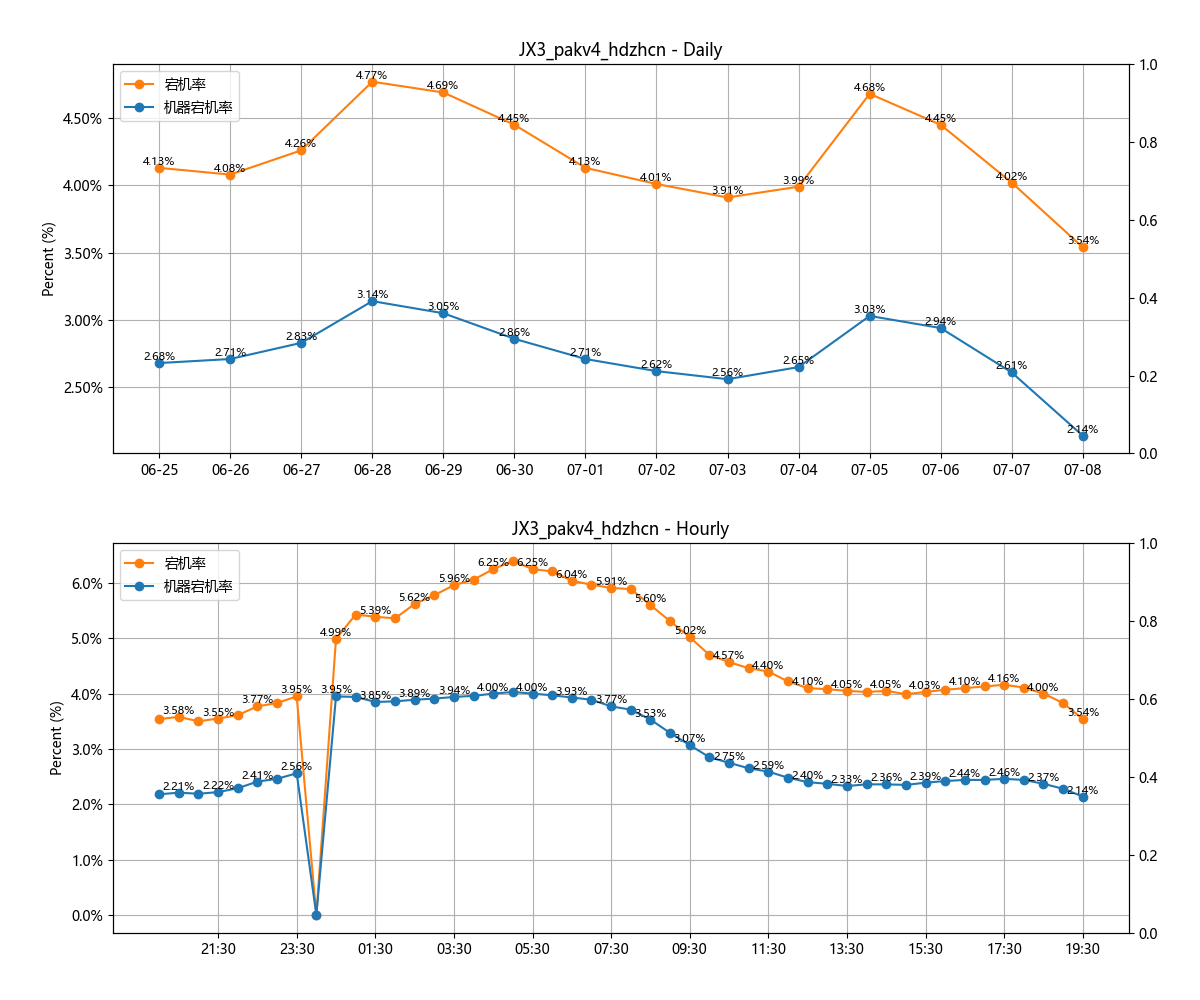 JX3_pakv4_hdzhcn - Daily
宕机率
机器宕机率
Percent (%)
4.50%
4.00%
3.50%
3.00%
2.50%
1.0
0.8
0.6
0.4
0.2
0.0
4.13% 4.08% 4.26% 4.77% 4.69% 4.45% 4.13% 4.01% 3.91% 3.99% 4.68% 4.45% 4.02% 3.54%
2.68% 2.71% 2.83% 3.14% 3.05% 2.86% 2.71% 2.62% 2.56% 2.65% 3.03% 2.94% 2.61% 2.14%
06-25 06-26 06-27 06-28 06-29 06-30 07-01 07-02 07-03 07-04 07-05 07-06 07-07 07-08
JX3_pakv4_hdzhcn - Hourly
宕机率
机器宕机率
Percent (%)
6.0%
5.0%
4.0%
3.0%
2.0%
1.0%
0.0%
1.0
0.8
0.6
0.4
0.2
0.0
3.58% 3.55% 3.77% 3.95% 4.99% 5.39% 5.62% 5.96% 6.25% 6.25% 6.04% 5.91% 5.60% 5.02% 4.57% 4.40% 4.10% 4.05% 4.05% 4.03% 4.10% 4.16% 4.00% 3.54%
2.21% 2.22% 2.41% 2.56% 3.95% 3.85% 3.89% 3.94% 4.00% 4.00% 3.93% 3.77% 3.53% 3.07% 2.75% 2.59% 2.40% 2.33% 2.36% 2.39% 2.44% 2.46% 2.37% 2.14%
21:30 23:30 01:30 03:30 05:30 07:30 09:30 11:30 13:30 15:30 17:30 19:30